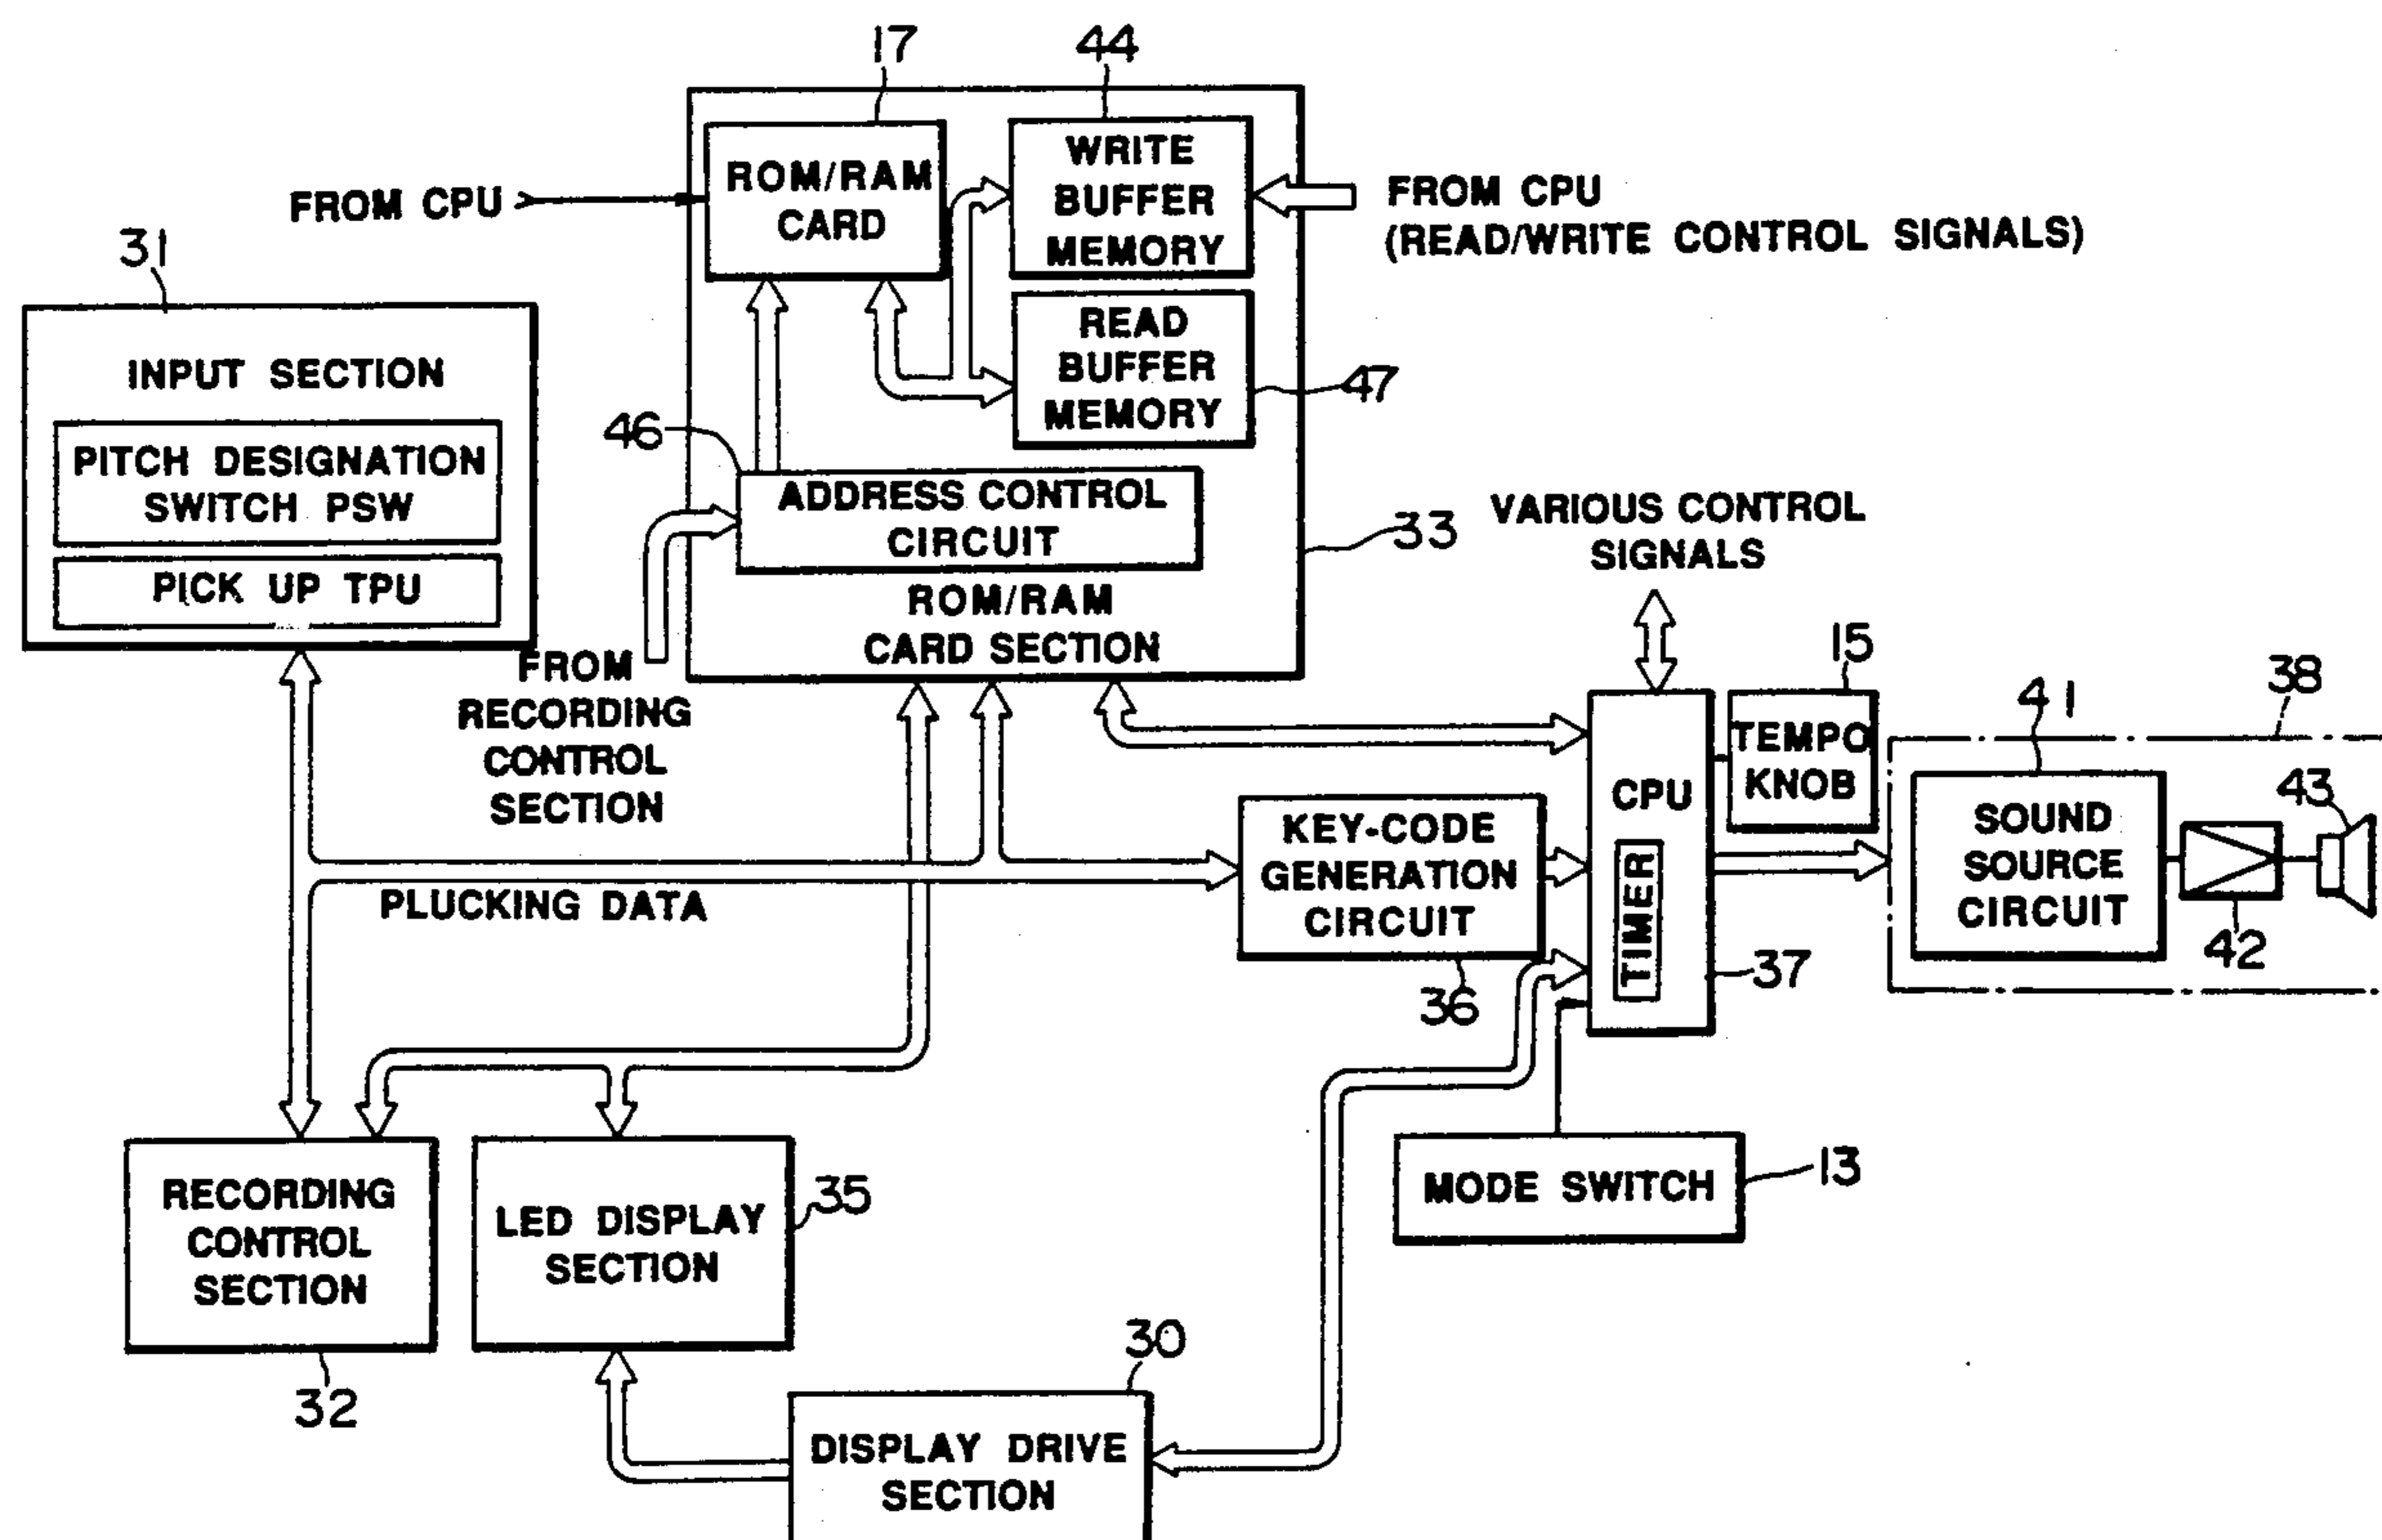 17
44
ROM/RAM
CARD
WRITE
BUFFER
MEMORY
FROM CPU
FROM CPU
(READ/WRITE CONTROL SIGNALS)
31
INPUT SECTION
PITCH DESIGNATION
SWITCH PSW
PICK UP TPU
READ
BUFFER
MEMORY
47
46
ADDRESS CONTROL
CIRCUIT
33
ROM/RAM
CARD SECTION
FROM
RECORDING
CONTROL
SECTION
VARIOUS CONTROL
SIGNALS
15
TEMPO
KNOB
CPU
TIMER
37
38
41
SOUND
SOURCE
CIRCUIT
42
43
KEY-CODE
GENERATION
CIRCUIT
36
PLUCKING DATA
MODE SWITCH
13
RECORDING
CONTROL
SECTION
32
LED DISPLAY
SECTION
35
30
DISPLAY DRIVE
SECTION